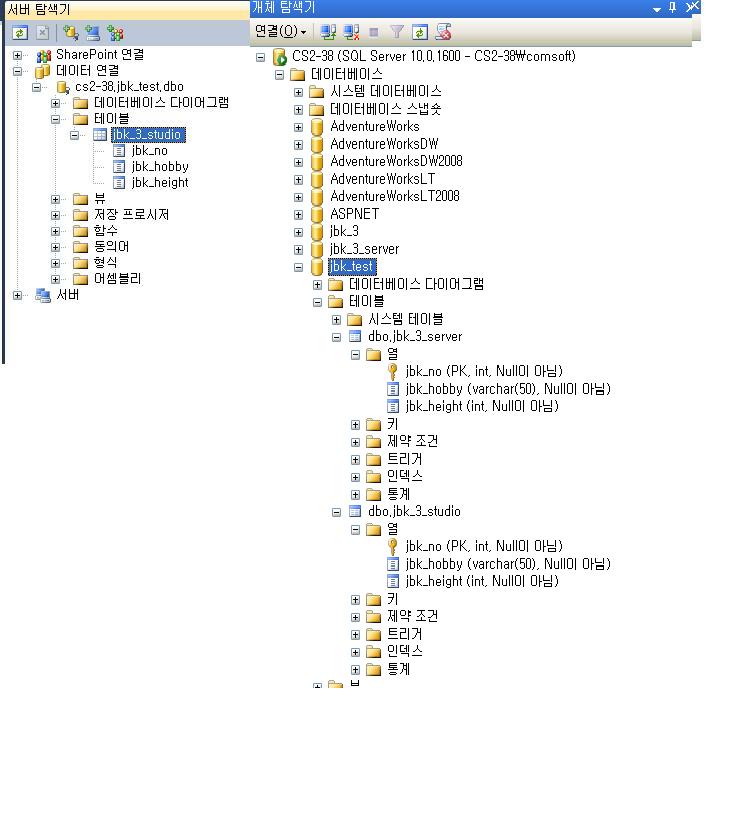 서버 탐색기
SharePoint 연결
데이터 연결
cs2-38.jbk_test.dbo
데이터베이스 다이어그램
테이블
jbk_3_studio
jbk_no
jbk_hobby
jbk_height
뷰
저장 프로시저
함수
동의어
형식
어셈블리
서버
개체 탐색기
연결(O)
CS2-38 (SQL Server 10.0.1600 - CS2-38₩comsoft)
데이터베이스
시스템 데이터베이스
데이터베이스 스냅숏
AdventureWorks
AdventureWorksDW
AdventureWorksDW2008
AdventureWorksLT
AdventureWorksLT2008
ASPNET
jbk_3
jbk_3_server
jbk_test
데이터베이스 다이어그램
테이블
시스템 테이블
dbo.jbk_3_server
열
jbk_no (PK, int, Null이 아님)
jbk_hobby (varchar(50), Null이 아님)
jbk_height (int, Null이 아님)
키
제약 조건
트리거
인덱스
통계
dbo.jbk_3_studio
열
jbk_no (PK, int, Null이 아님)
jbk_hobby (varchar(50), Null이 아님)
jbk_height (int, Null이 아님)
키
제약 조건
트리거
인덱스
통계